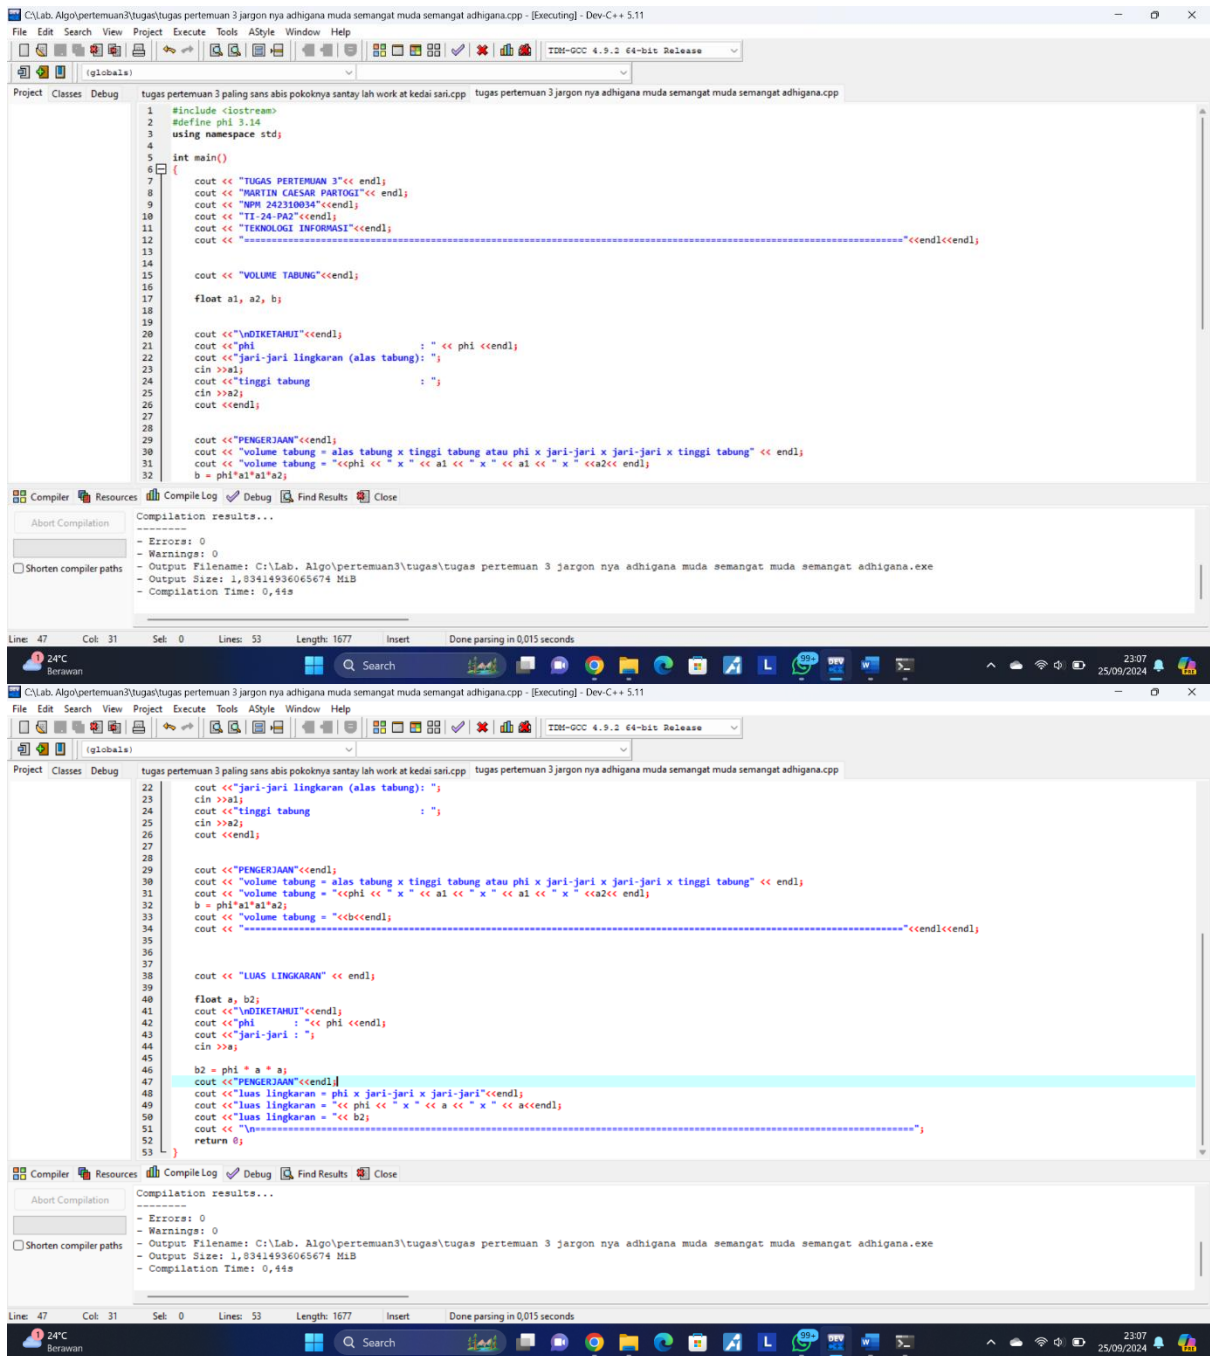 C:\Lab. Algo\pertemuan3\tugas\tugas pertemuan 3 jargon nya adhigana muda semangat muda semangat adhigana.cpp - [Executing] - Dev-C++ 5.11
File Edit Search View Project Execute Tools AStyle Window Help
TDM-GCC 4.9.2 64-bit Release
(globals)
Project Classes Debug tugas pertemuan 3 paling sans abis pokoknya santay lah work at kedai sari.cpp tugas pertemuan 3 jargon nya adhigana muda semangat muda semangat adhigana.cpp
1 #include <iostream>
2 #define phi 3.14
3 using namespace std;
4
5 int main()
6 {
7 cout << "TUGAS PERTEMUAN 3"<< endl;
8 cout << "MARTIN CAESAR PARTOGI"<< endl;
9 cout << "NPM 242310034"<<endl;
10 cout << "TI-24-PA2"<<endl;
11 cout << "TEKNOLOGI INFORMASI"<<endl;
12 cout << "========================================================================================================================"<<endl<<endl;
13
14
15 cout << "VOLUME TABUNG"<<endl;
16
17 float a1, a2, b;
18
19
20 cout <<"\nDIKETAHUI"<<endl;
21 cout <<"phi : " << phi <<endl;
22 cout <<"jari-jari lingkaran (alas tabung): ";
23 cin >>a1;
24 cout <<"tinggi tabung : ";
25 cin >>a2;
26 cout <<endl;
27
28
29 cout <<"PENGERJAAN"<<endl;
30 cout << "volume tabung = alas tabung x tinggi tabung atau phi x jari-jari x jari-jari x tinggi tabung" << endl;
31 cout << "volume tabung = "<<phi << " x " << a1 << " x " << a1 << " x " <<a2<< endl;
32 b = phi*a1*a1*a2;
Compiler Resources Compile Log Debug Find Results Close
Abort Compilation
Shorten compiler paths
Compilation results...
--------
- Errors: 0
- Warnings: 0
- Output Filename: C:\Lab. Algo\pertemuan3\tugas\tugas pertemuan 3 jargon nya adhigana muda semangat muda semangat adhigana.exe
- Output Size: 1,83414936065674 MiB
- Compilation Time: 0,44s
Line: 47 Col: 31 Sel: 0 Lines: 53 Length: 1677 Insert Done parsing in 0,015 seconds
1 24°C
Berawan
Search
99+
DEV
23:07
25/09/2024
C:\Lab. Algo\pertemuan3\tugas\tugas pertemuan 3 jargon nya adhigana muda semangat muda semangat adhigana.cpp - [Executing] - Dev-C++ 5.11
File Edit Search View Project Execute Tools AStyle Window Help
TDM-GCC 4.9.2 64-bit Release
(globals)
Project Classes Debug tugas pertemuan 3 paling sans abis pokoknya santay lah work at kedai sari.cpp tugas pertemuan 3 jargon nya adhigana muda semangat muda semangat adhigana.cpp
22 cout <<"jari-jari lingkaran (alas tabung): ";
23 cin >>a1;
24 cout <<"tinggi tabung : ";
25 cin >>a2;
26 cout <<endl;
27
28
29 cout <<"PENGERJAAN"<<endl;
30 cout << "volume tabung = alas tabung x tinggi tabung atau phi x jari-jari x jari-jari x tinggi tabung" << endl;
31 cout << "volume tabung = "<<phi << " x " << a1 << " x " << a1 << " x " <<a2<< endl;
32 b = phi*a1*a1*a2;
33 cout << "volume tabung = "<<b<<endl;
34 cout << "========================================================================================================================"<<endl<<endl;
35
36
37
38 cout << "LUAS LINGKARAN" << endl;
39
40 float a, b2;
41 cout <<"\nDIKETAHUI"<<endl;
42 cout <<"phi : "<< phi <<endl;
43 cout <<"jari-jari : ";
44 cin >>a;
45
46 b2 = phi * a * a;
47 cout <<"PENGERJAAN"<<endl;
48 cout <<"luas lingkaran = phi x jari-jari x jari-jari"<<endl;
49 cout <<"luas lingkaran = "<< phi << " x " << a << " x " << a<<endl;
50 cout <<"luas lingkaran = "<< b2;
51 cout << "\n========================================================================================================================";
52 return 0;
53 }
Compiler Resources Compile Log Debug Find Results Close
Abort Compilation
Shorten compiler paths
Compilation results...
--------
- Errors: 0
- Warnings: 0
- Output Filename: C:\Lab. Algo\pertemuan3\tugas\tugas pertemuan 3 jargon nya adhigana muda semangat muda semangat adhigana.exe
- Output Size: 1,83414936065674 MiB
- Compilation Time: 0,44s
Line: 47 Col: 31 Sel: 0 Lines: 53 Length: 1677 Insert Done parsing in 0,015 seconds
1 24°C
Berawan
Search
99+
DEV
23:07
25/09/2024